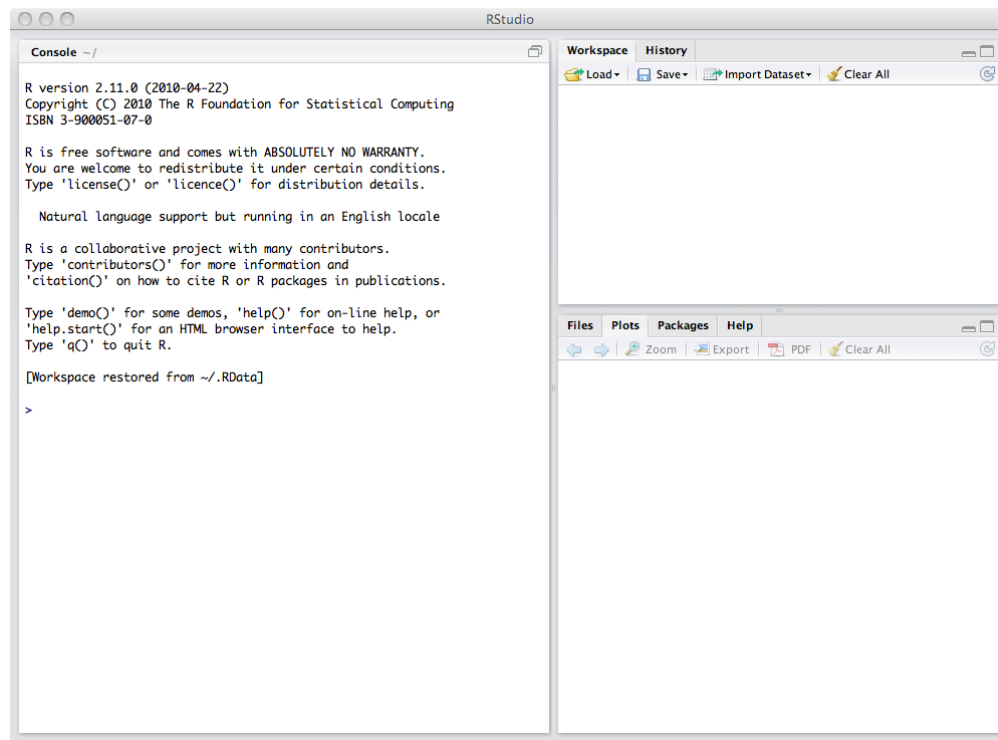 RStudio
Console ~/
R version 2.11.0 (2010-04-22)
Copyright (C) 2010 The R Foundation for Statistical Computing
ISBN 3-900051-07-0
R is free software and comes with ABSOLUTELY NO WARRANTY.
You are welcome to redistribute it under certain conditions.
Type 'license()' or 'licence()' for distribution details.
Natural language support but running in an English locale
R is a collaborative project with many contributors.
Type 'contributors()' for more information and
'citation()' on how to cite R or R packages in publications.
Type 'demo()' for some demos, 'help()' for on-line help, or
'help.start()' for an HTML browser interface to help.
Type 'q()' to quit R.
[Workspace restored from ~/.RData]
>
Workspace History
Load Save Import Dataset Clear All
Files Plots Packages Help
Zoom Export PDF Clear All